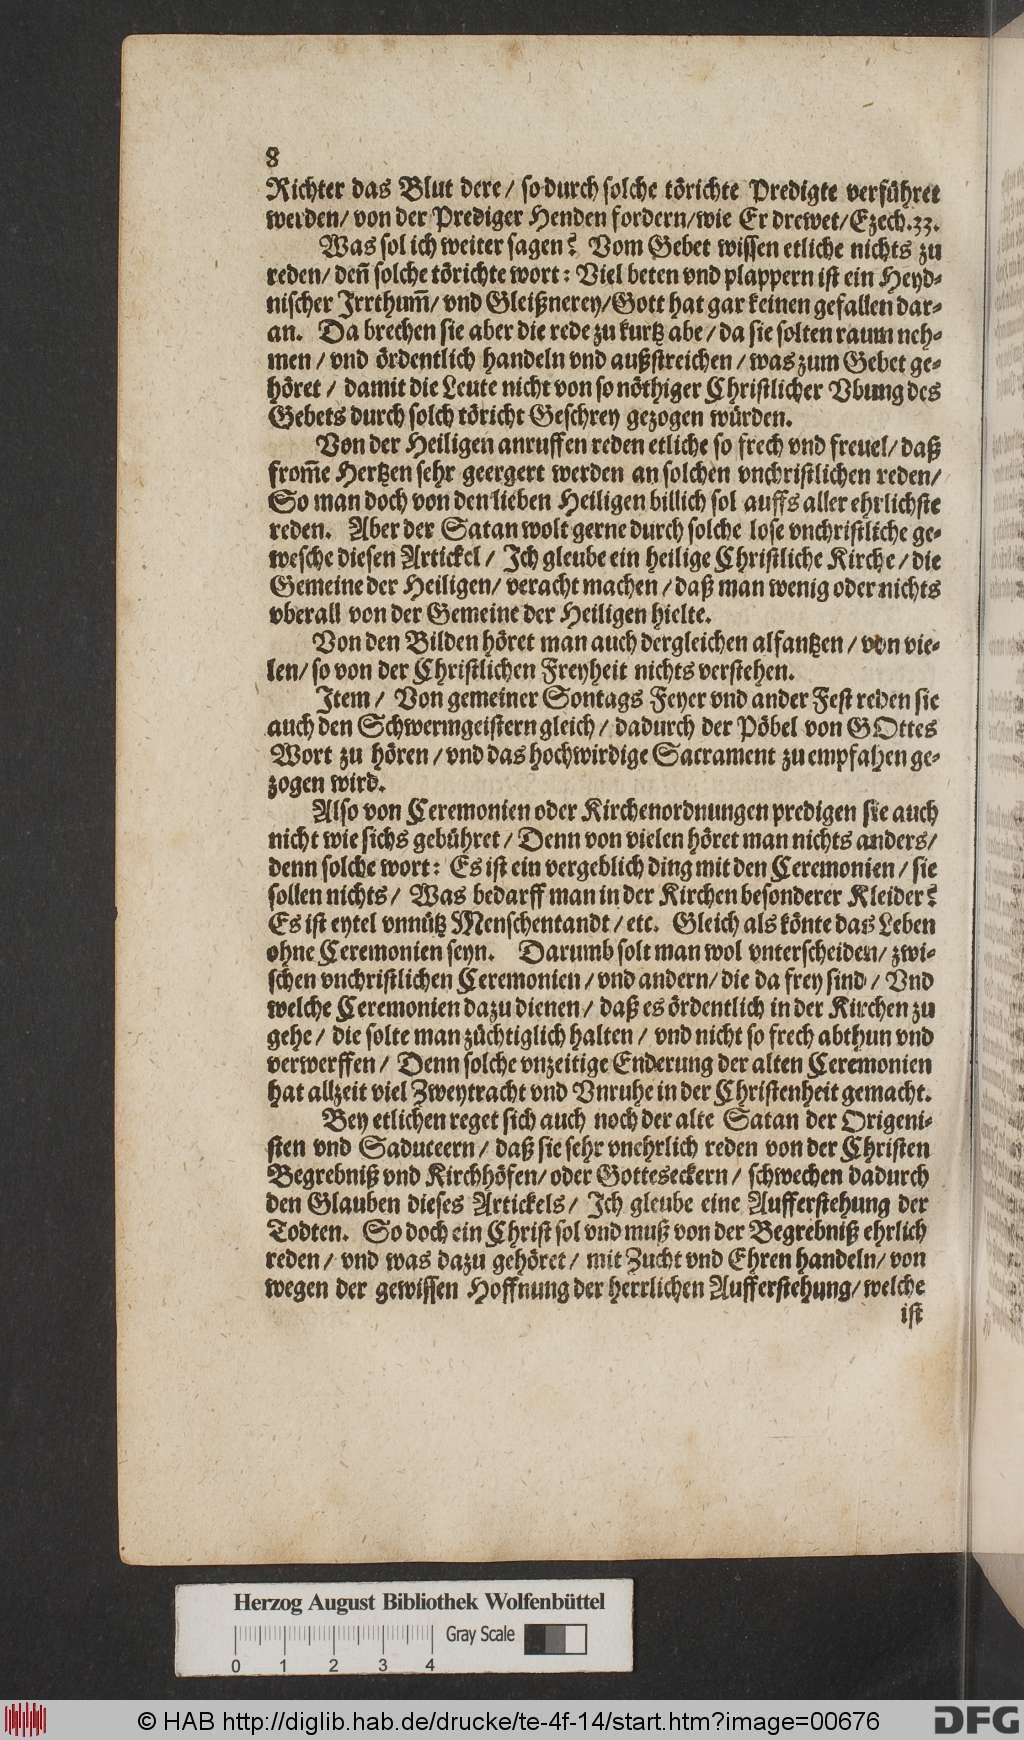 8
Richter das Blut dere / so durch solche törichte Predigte verführet
werden / von der Prediger Henden fordern / wie Er drewet / Ezech. 33.
Was sol ich weiter sagen? Vom Gebet wissen etliche nichts zu
reden / deñ solche törichte wort: Viel beten vnd plappern ist ein Heyd-
nischer Irrthum̃ / vnd Gleißnerey / Gott hat gar keinen gefallen dar-
an. Da brechen sie aber die rede zu kurtz abe / da sie solten raum neh-
men / vnd ördentlich handeln vnd außstreichen / was zum Gebet ge-
höret / damit die Leute nicht von so nöthiger Christlicher Vbung des
Gebets durch solch töricht Geschrey gezogen würden.
Von der Heiligen anruffen reden etliche so frech vnd freuel / daß
from̃e Hertzen sehr geergert werden an solchen vnchristlichen reden /
So man doch von den lieben Heiligen billich sol auffs aller ehrlichste
reden. Aber der Satan wolt gerne durch solche lose vnchristliche ge-
wesche diesen Artickel / Ich gleube ein heilige Christliche Kirche / die
Gemeine der Heiligen / veracht machen / daß man wenig oder nichts
vberall von der Gemeine der Heiligen hielte.
Von den Bilden höret man auch dergleichen alfantzen / von vie-
len / so von der Christlichen Freyheit nichts verstehen.
Item / Von gemeiner Sontags Feyer vnd ander Fest reden sie
auch den Schwermgeistern gleich / dadurch der Pöbel von GOttes
Wort zu hören / vnd das hochwirdige Sacrament zu empfahen ge-
zogen wird.
Also von Ceremonien oder Kirchenordnungen predigen sie auch
nicht wie sichs gebühret / Denn von vielen höret man nichts anders /
denn solche wort: Es ist ein vergeblich ding mit den Ceremonien / sie
sollen nichts / Was bedarff man in der Kirchen besonderer Kleider?
Es ist eytel vnnütz Menschentandt / etc. Gleich als könte das Leben
ohne Ceremonien seyn. Darumb solt man wol vnterscheiden / zwi-
schen vnchristlichen Ceremonien / vnd andern / die da frey sind / Vnd
welche Ceremonien dazu dienen / daß es ördentlich in der Kirchen zu
gehe / die solte man züchtiglich halten / vnd nicht so frech abthun vnd
verwerffen / Denn solche vnzeitige Enderung der alten Ceremonien
hat allzeit viel Zweytracht vnd Vnruhe in der Christenheit gemacht.
Bey etlichen reget sich auch noch der alte Satan der Origeni-
sten vnd Saduceern / daß sie sehr vnehrlich reden von der Christen
Begrebniß vnd Kirchhöfen / oder Gotteseckern / schwechen dadurch
den Glauben dieses Artickels / Ich gleube eine Aufferstehung der
Todten. So doch ein Christ sol vnd muß von der Begrebniß ehrlich
reden / vnd was dazu gehöret / mit Zucht vnd Ehren handeln / von
wegen der gewissen Hoffnung der herrlichen Aufferstehung / welche
ist
Herzog August Bibliothek Wolfenbüttel
Gray Scale
0 1 2 3 4
© HAB http://diglib.hab.de/drucke/te-4f-14/start.htm?image=00676
DFG